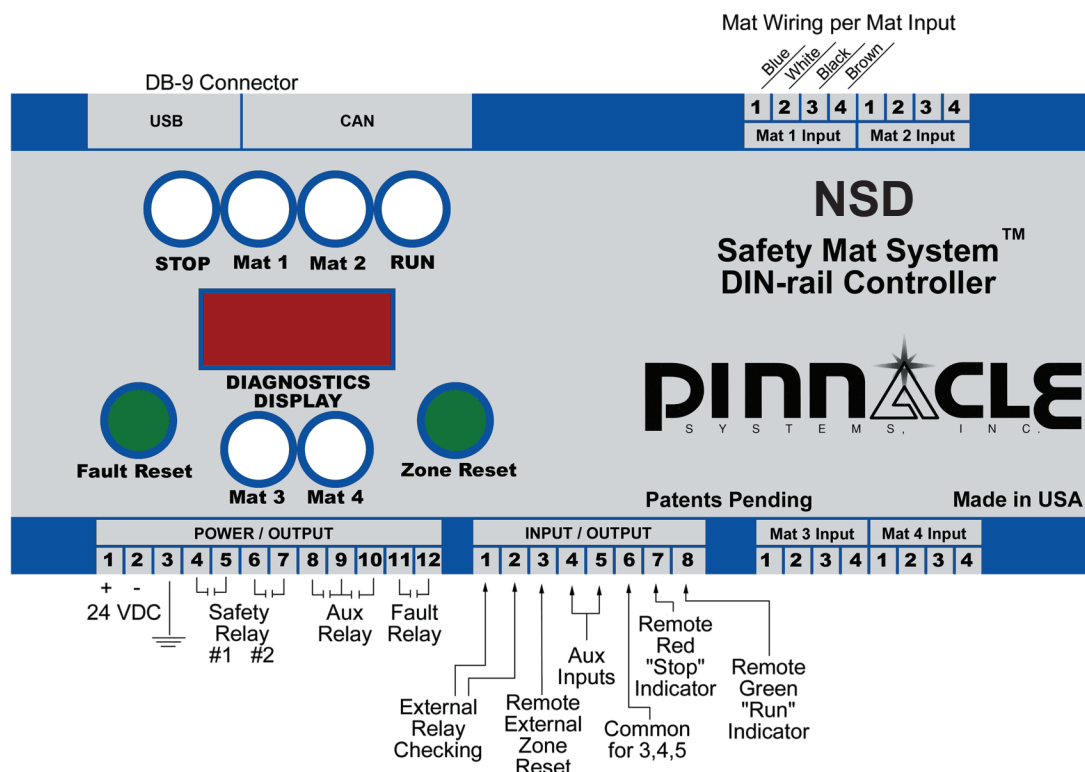 Mat Wiring per Mat Input
Blue
White
Black
Brown
DB-9 Connector
USB
CAN
1 2 3 4 1 2 3 4
Mat 1 Input Mat 2 Input
STOP Mat 1 Mat 2 RUN
NSD
Safety Mat System™
DIN-rail Controller
DIAGNOSTICS
DISPLAY
PINNACLE
SYSTEMS, INC.
Fault Reset
Zone Reset
Mat 3 Mat 4
Patents Pending
Made in USA
POWER / OUTPUT
1 2 3 4 5 6 7 8 9 10 11 12
INPUT / OUTPUT
1 2 3 4 5 6 7 8
Mat 3 Input Mat 4 Input
1 2 3 4 1 2 3 4
+ -
24 VDC
Safety
Relay
#1 #2
Aux
Relay
Fault
Relay
External
Relay
Checking
Remote
External
Zone
Reset
Aux
Inputs
Common
for 3,4,5
Remote
Red
"Stop"
Indicator
Remote
Green
"Run"
Indicator